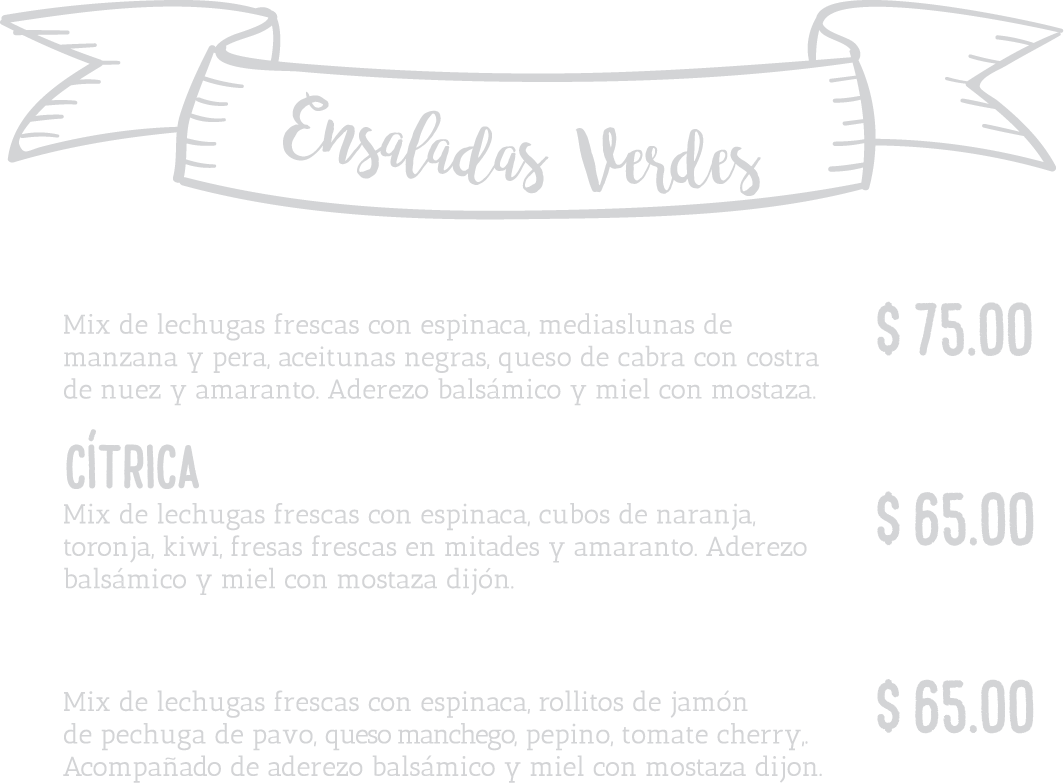 Ensaladas Verdes
Mix de lechugas frescas con espinaca, mediaslunas de
manzana y pera, aceitunas negras, queso de cabra con costra
de nuez y amaranto. Aderezo balsámico y miel con mostaza.
$ 75.00
CÍTRICA
Mix de lechugas frescas con espinaca, cubos de naranja,
toronja, kiwi, fresas frescas en mitades y amaranto. Aderezo
balsámico y miel con mostaza dijón.
$ 65.00
Mix de lechugas frescas con espinaca, rollitos de jamón
de pechuga de pavo, queso manchego, pepino, tomate cherry,.
Acompañado de aderezo balsámico y miel con mostaza dijon.
$ 65.00